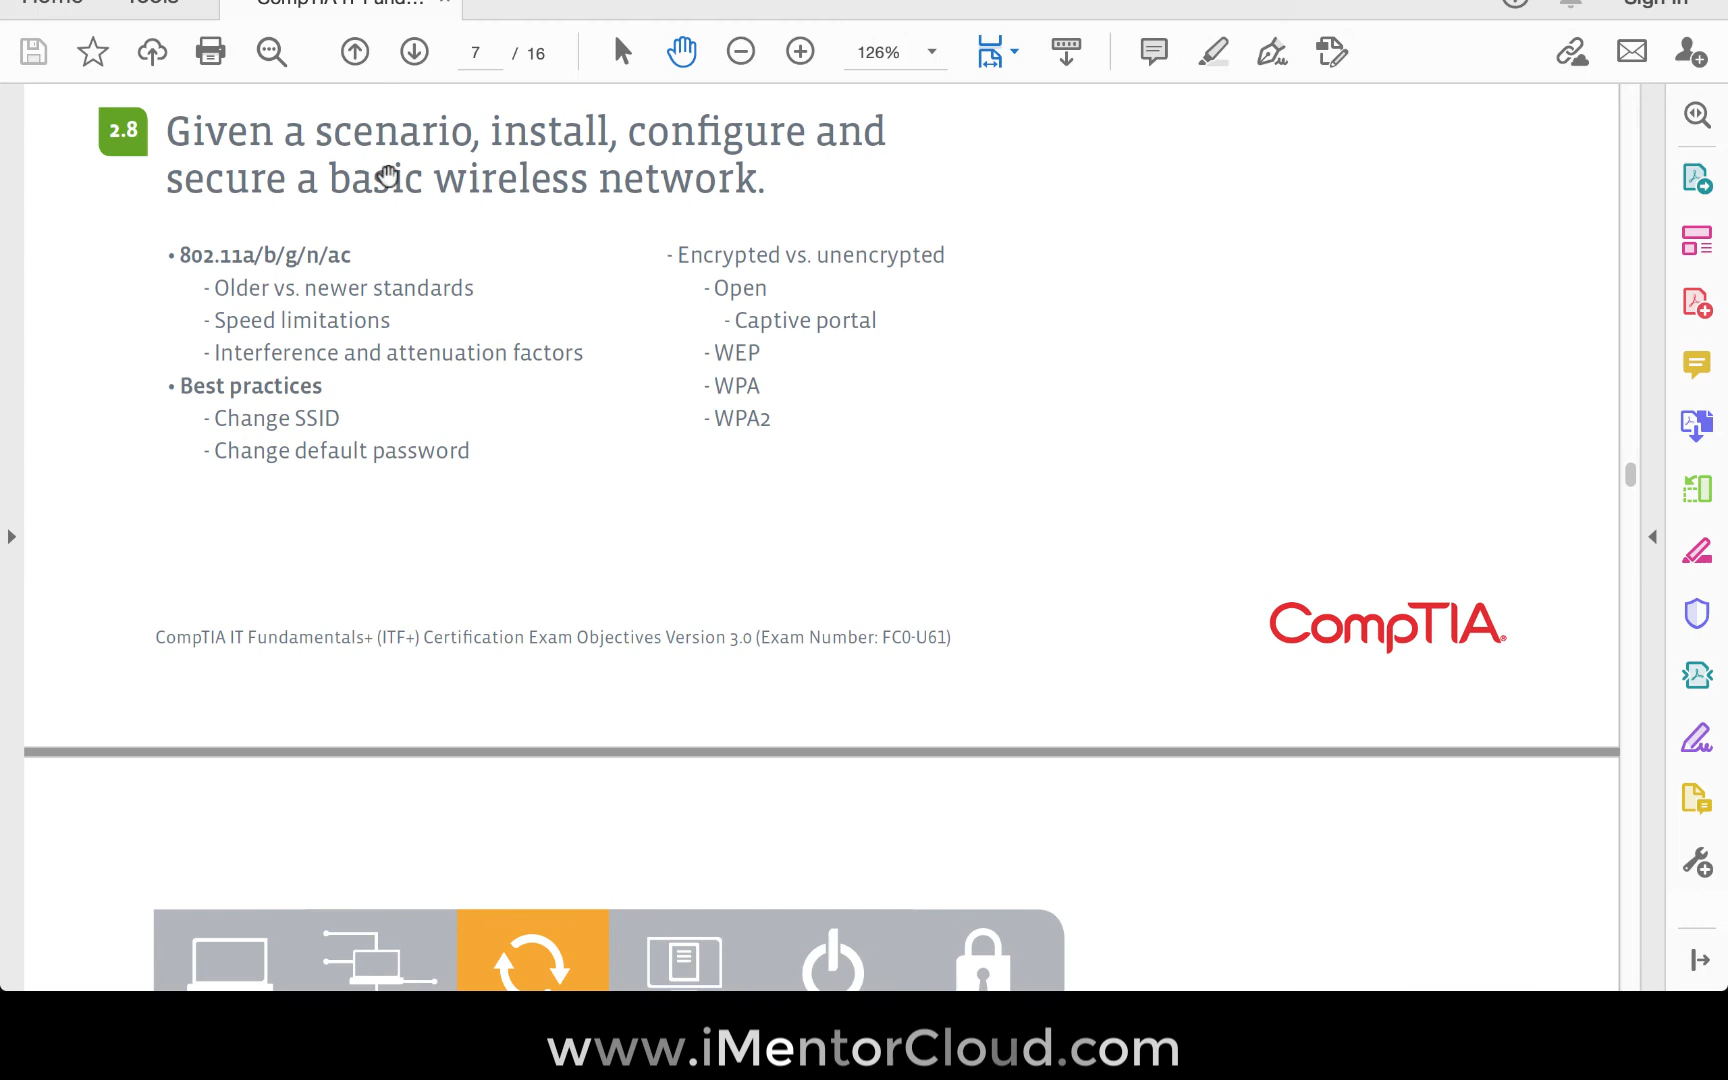 7 / 16
126%
2.8 Given a scenario, install, configure and
secure a basic wireless network.
• 802.11a/b/g/n/ac
- Older vs. newer standards
- Speed limitations
- Interference and attenuation factors
• Best practices
- Change SSID
- Change default password
- Encrypted vs. unencrypted
- Open
- Captive portal
- WEP
- WPA
- WPA2
CompTIA IT Fundamentals+ (ITF+) Certification Exam Objectives Version 3.0 (Exam Number: FC0-U61)
CompTIA.
www.iMentorCloud.com